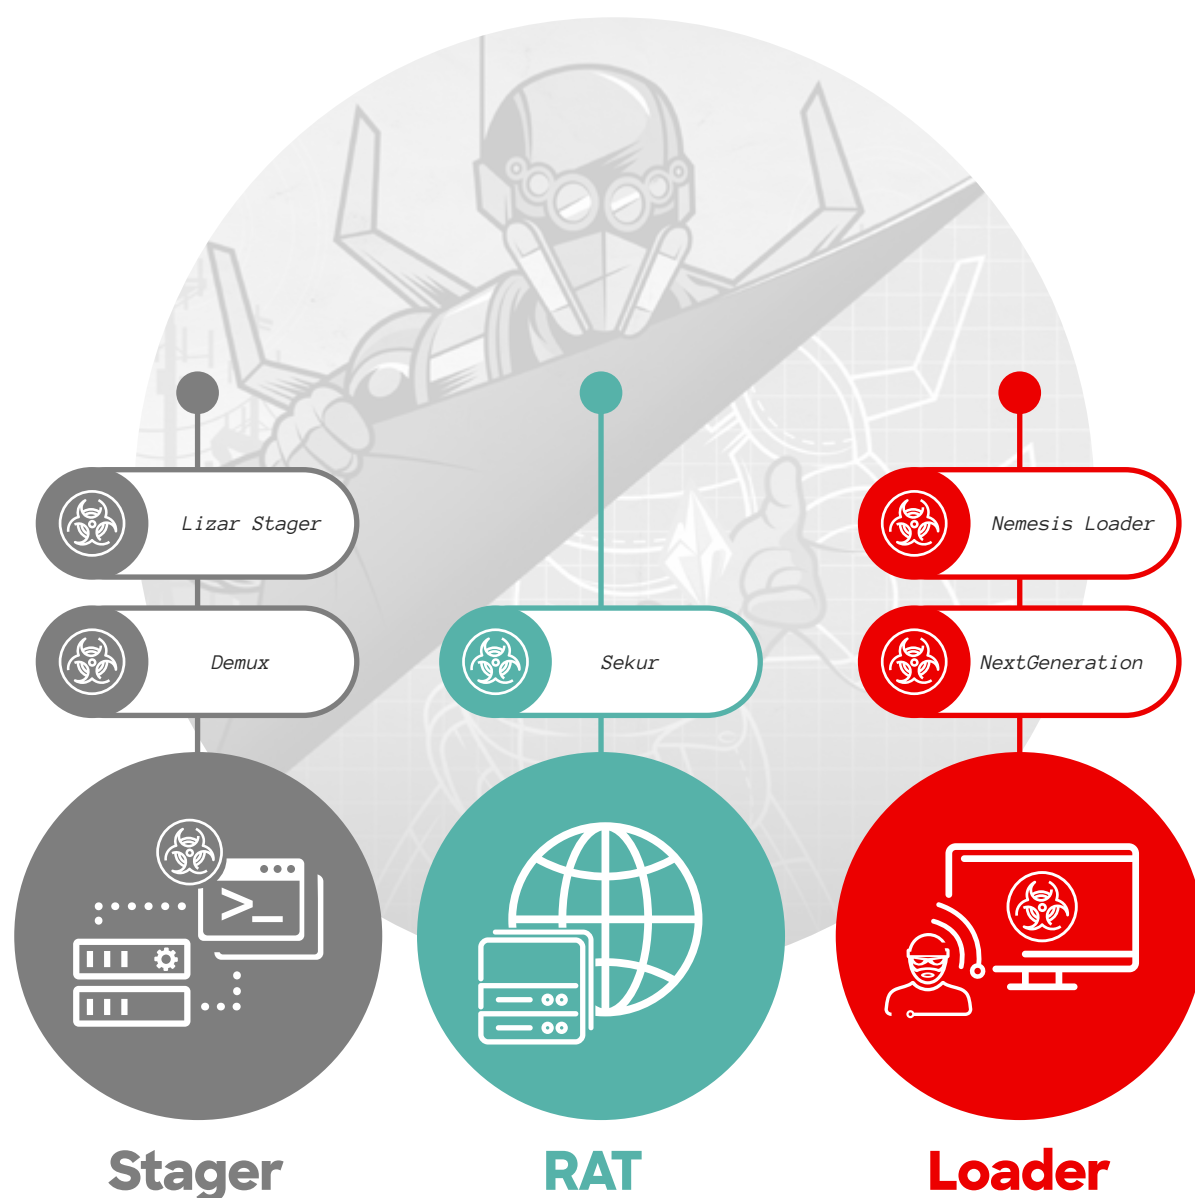 Lizar Stager
Nemesis Loader
Demux
Sekur
NextGeneration
>_
Stager
RAT
Loader